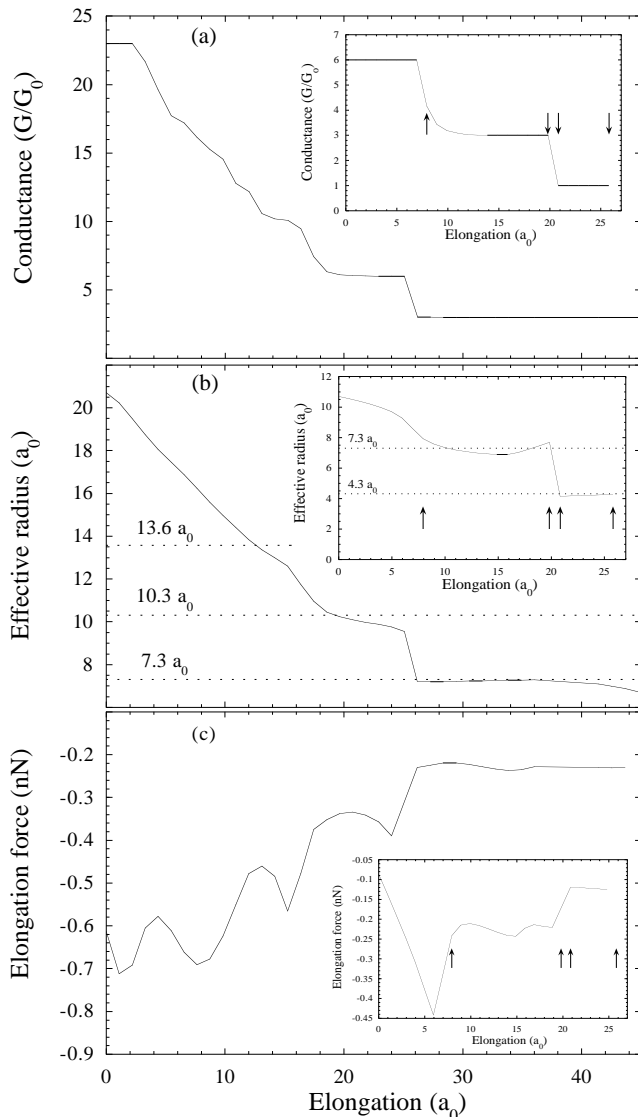 (a)
Conductance (G/G0)
25
20
15
10
5
Conductance (G/G0)
7
6
5
4
3
2
1
0
0 5 10 15 20 25
Elongation (a0)
(b)
Effective radius (a0)
20
18
16
14
12
10
8
13.6 a0
10.3 a0
7.3 a0
Effective radius (a0)
12
10
8
6
4
2
0
7.3 a0
4.3 a0
0 5 10 15 20 25
Elongation (a0)
(c)
Elongation force (nN)
-0.2
-0.3
-0.4
-0.5
-0.6
-0.7
-0.8
-0.9
Elongation force (nN)
-0.05
-0.1
-0.15
-0.2
-0.25
-0.3
-0.35
-0.4
-0.45
0 5 10 15 20 25
Elongation (a0)
0 10 20 30 40
Elongation (a0)